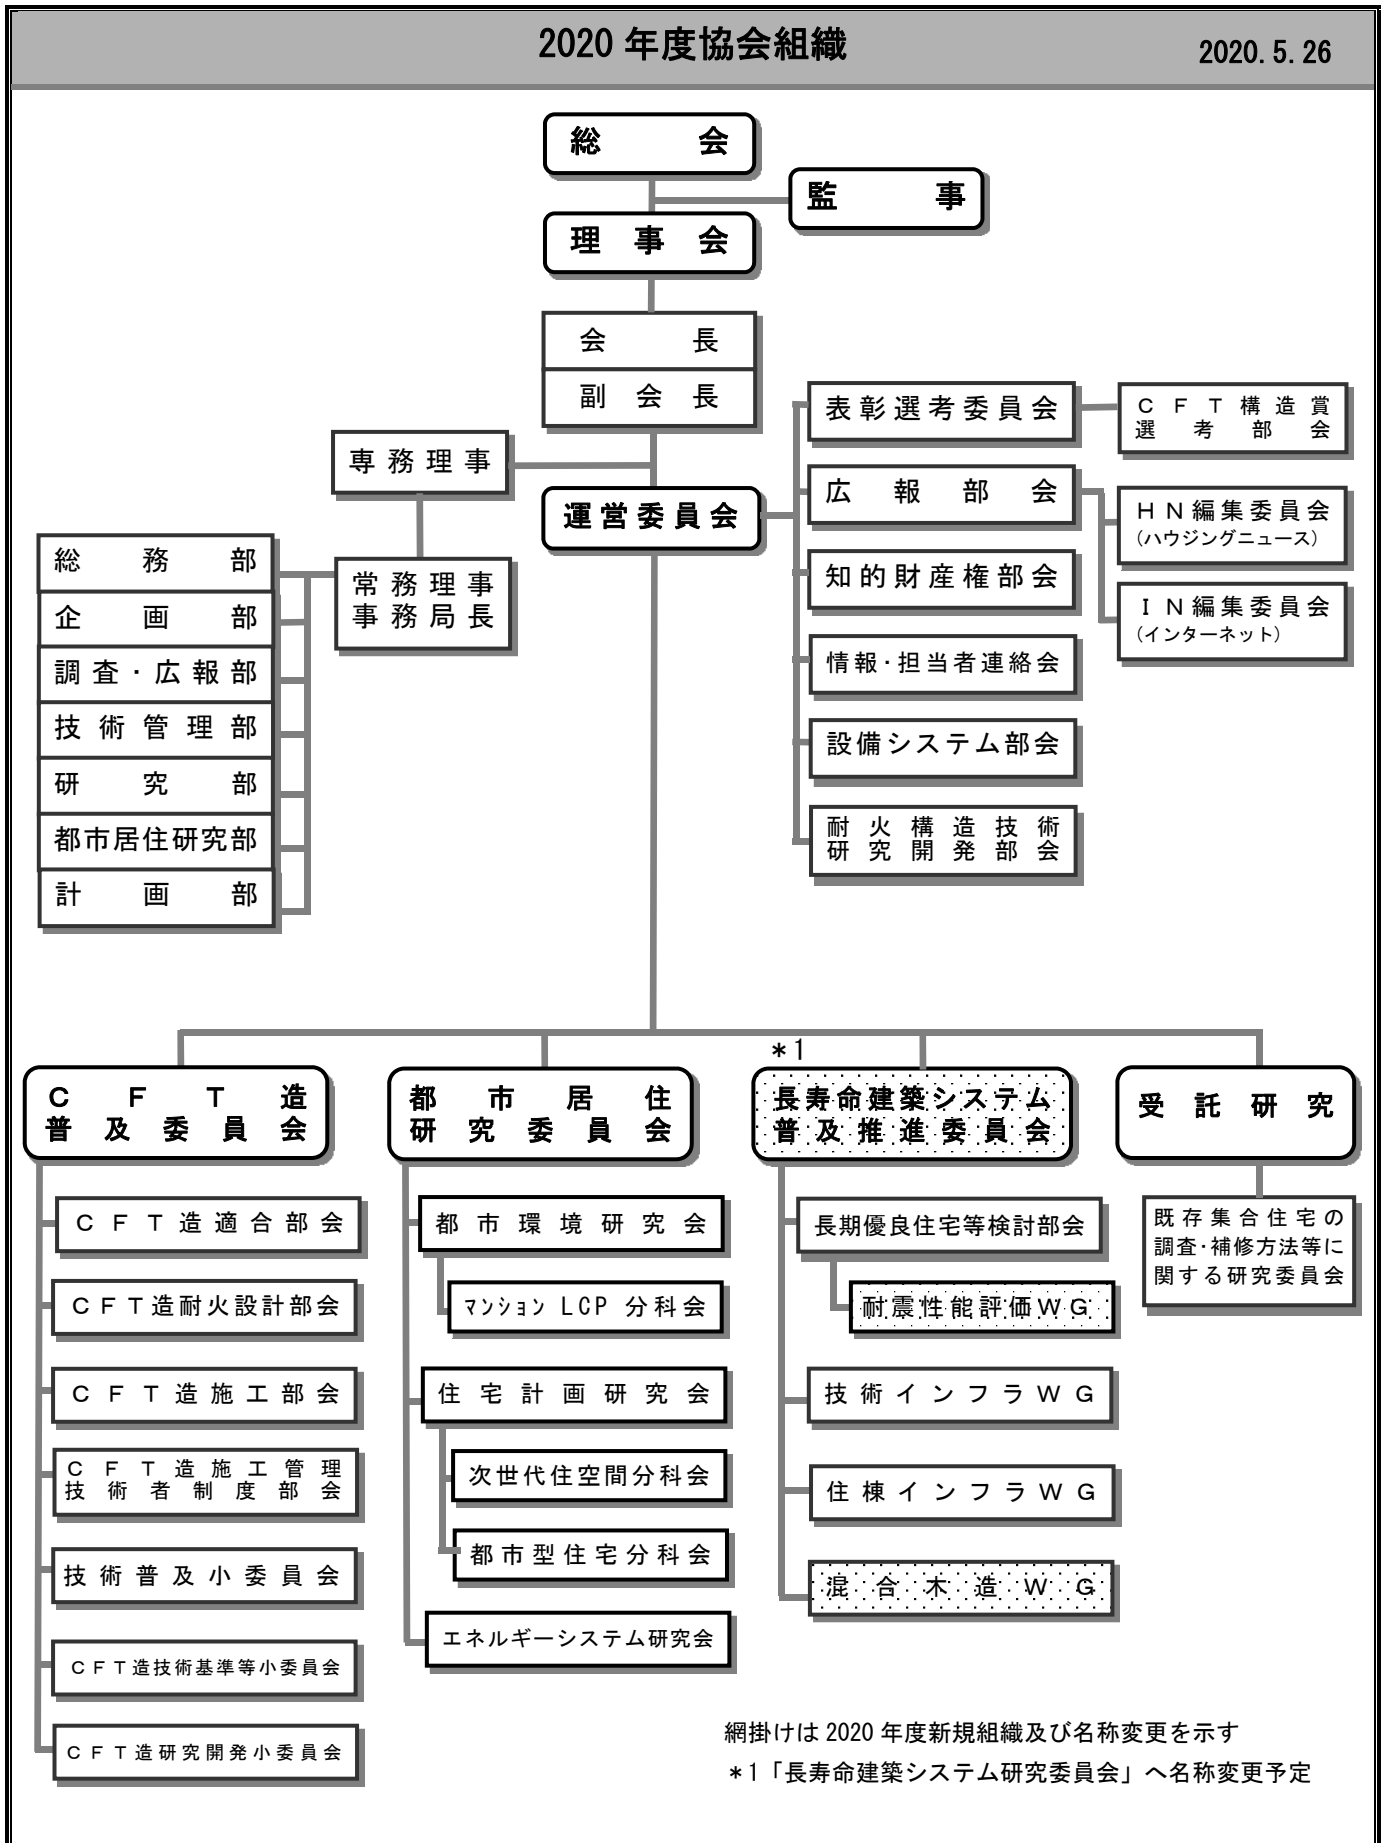 2020 年度協会組織
2020.5.26
総会
監事
理事会
会長
副会長
専務理事
運営委員会
常務理事
事務局長
総務部
企画部
調査・広報部
技術管理部
研究部
都市居住研究部
計画部
表彰選考委員会
CFT構造賞
選考部会
広報部会
HN編集委員会
(ハウジングニュース)
IN編集委員会
(インターネット)
知的財産権部会
情報・担当者連絡会
設備システム部会
耐火構造技術
研究開発部会
CFT造
普及委員会
CFT造適合部会
CFT造耐火設計部会
CFT造施工部会
CFT造施工管理
技術者制度部会
技術普及小委員会
CFT造技術基準等小委員会
CFT造研究開発小委員会
都市居住
研究委員会
都市環境研究会
マンション LCP 分科会
住宅計画研究会
次世代住空間分科会
都市型住宅分科会
エネルギーシステム研究会
*1
長寿命建築システム
普及推進委員会
長期優良住宅等検討部会
耐震性能評価WG
技術インフラWG
住棟インフラWG
混合木造WG
受託研究
既存集合住宅の
調査・補修方法等に
関する研究委員会
網掛けは 2020 年度新規組織及び名称変更を示す
*1「長寿命建築システム研究委員会」へ名称変更予定